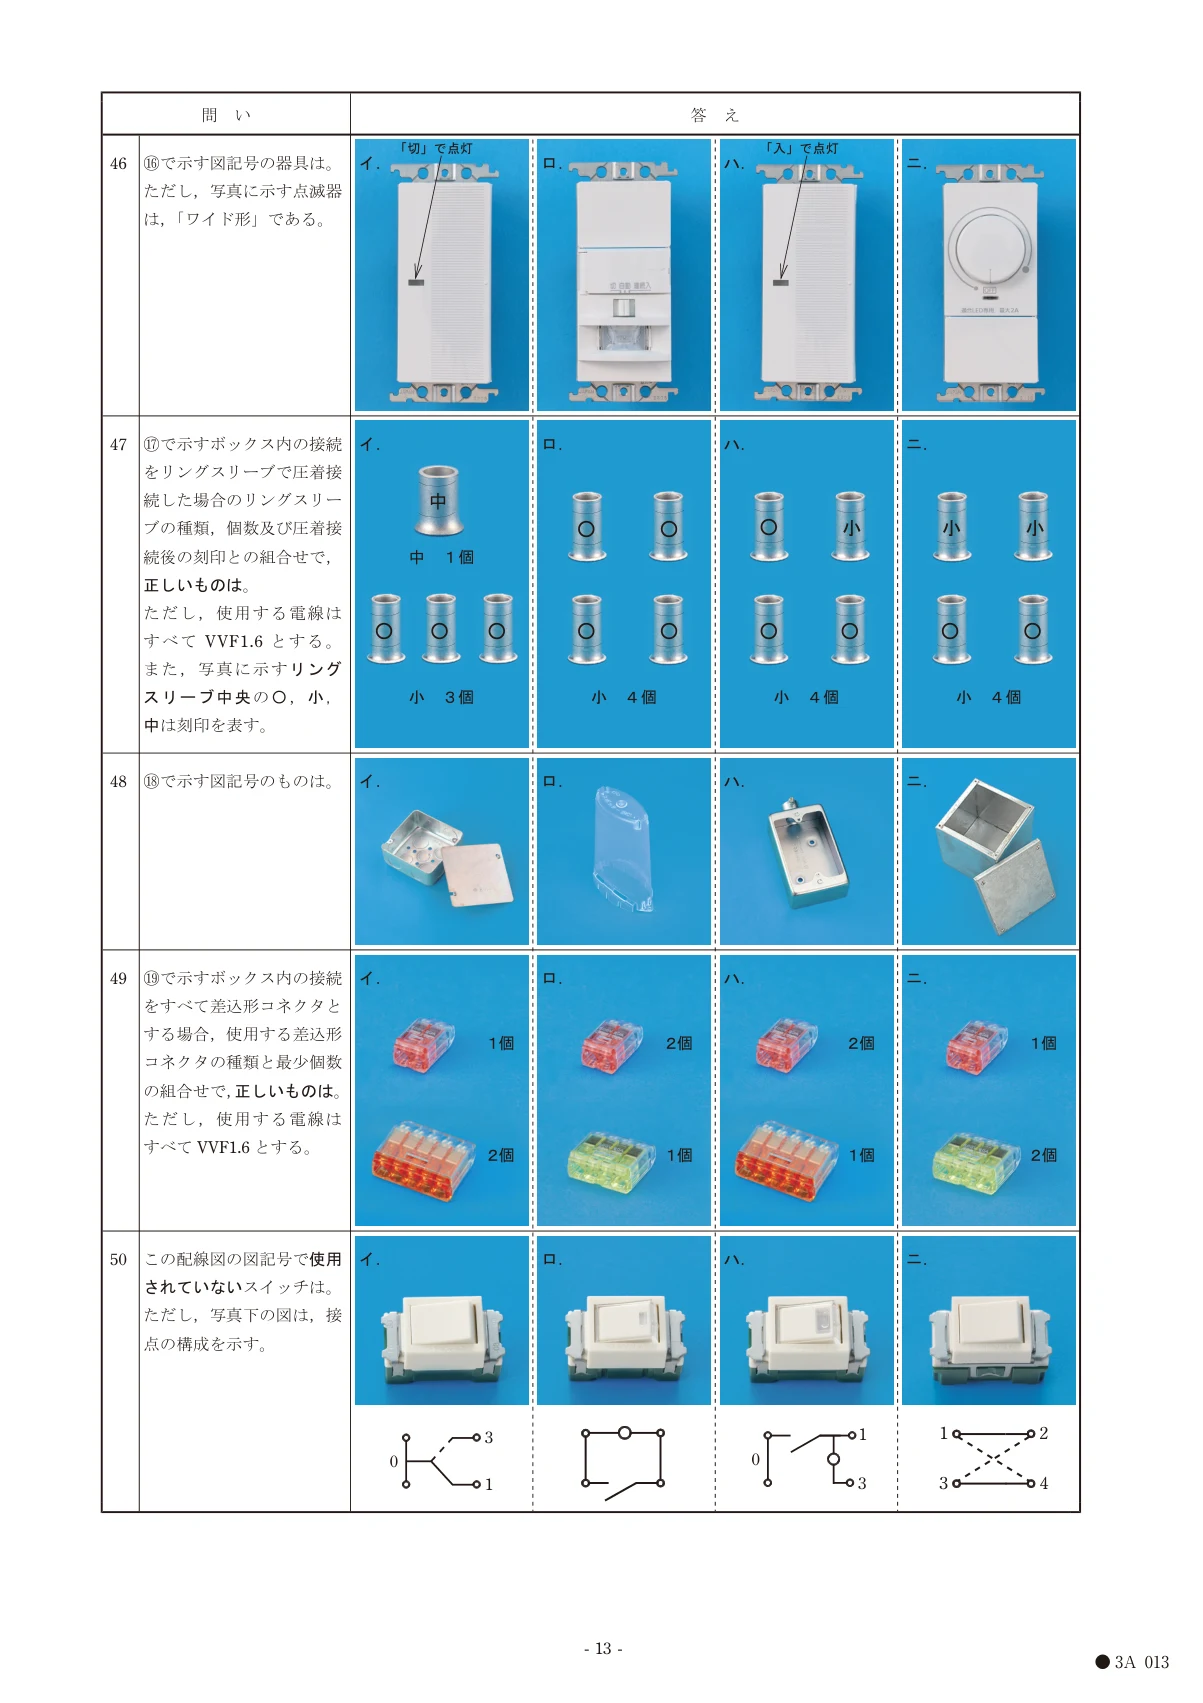 問　い
答　え
46
⑯で示す図記号の器具は。
ただし，写真に示す点滅器
は，「ワイド形」である。
イ．
「切」で点灯
ロ．
ハ．
「入」で点灯
ニ．
47
⑰で示すボックス内の接続
をリングスリーブで圧着接
続した場合のリングスリー
ブの種類，個数及び圧着接
続後の刻印との組合せで，
正しいものは。
ただし，使用する電線は
すべて VVF1.6 とする。
また，写真に示すリング
スリーブ中央の〇，小，
中は刻印を表す。
イ．
中
中　1個
〇 〇 〇
小　3個
ロ．
〇 〇
〇 〇
小　4個
ハ．
〇 小
〇 〇
小　4個
ニ．
小 小
〇 〇
小　4個
48
⑱で示す図記号のものは。
イ．
ロ．
ハ．
ニ．
49
⑲で示すボックス内の接続
をすべて差込形コネクタと
する場合，使用する差込形
コネクタの種類と最少個数
の組合せで，正しいものは。
ただし，使用する電線は
すべて VVF1.6 とする。
イ．
1個
2個
ロ．
2個
1個
ハ．
2個
1個
ニ．
1個
2個
50
この配線図の図記号で使用
されていないスイッチは。
ただし，写真下の図は，接
点の構成を示す。
イ．
0 3
1
ロ．
ハ．
0 1
3
ニ．
1 2
3 4
- 13 -
●3A 013